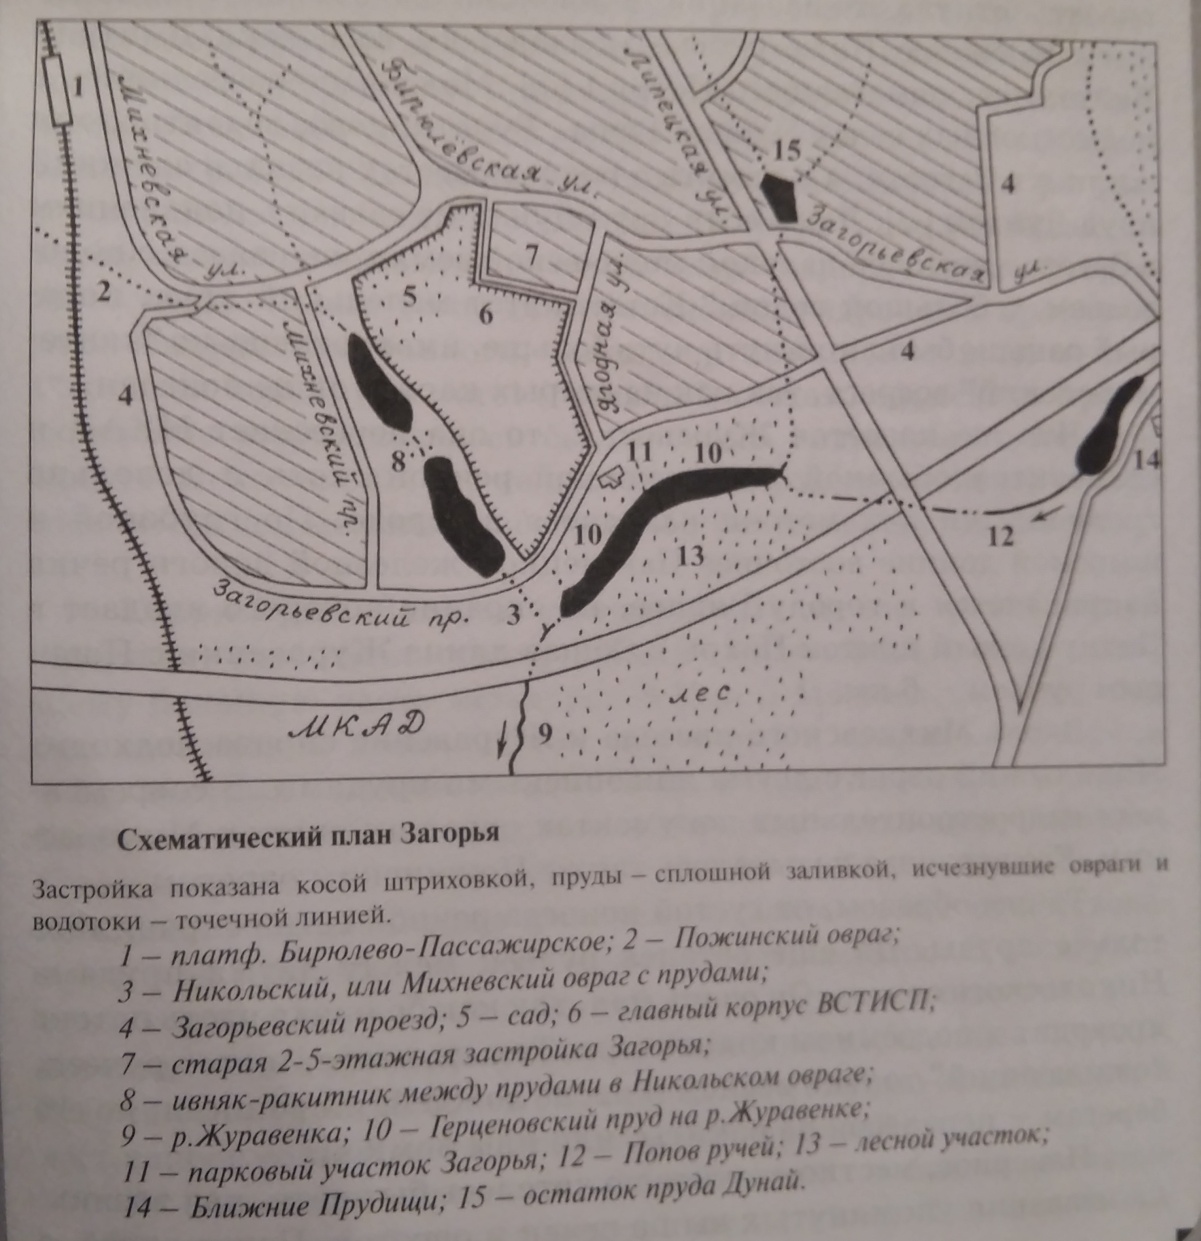 1
Михневская ул.
Бирюлёвская ул.
Липецкая ул.
15
4
Загорьевская ул.
7
2
5
6
Ягодная ул.
Михневский пр.
4
4
8
11
10
14
10
13
12
Загорьевский пр.
3
лес
МКАД
9
Схематический план Загорья
Застройка показана косой штриховкой, пруды – сплошной заливкой, исчезнувшие овраги и
водотоки – точечной линией.
1 – платф. Бирюлево-Пассажирское; 2 – Пожинский овраг;
3 – Никольский, или Михневский овраг с прудами;
4 – Загорьевский проезд; 5 – сад; 6 – главный корпус ВСТИСП;
7 – старая 2-5-этажная застройка Загорья;
8 – ивняк-ракитник между прудами в Никольском овраге;
9 – р.Журавенка; 10 – Герценовский пруд на р.Журавенке;
11 – парковый участок Загорья; 12 – Попов ручей; 13 – лесной участок;
14 – Ближние Прудищи; 15 – остаток пруда Дунай.